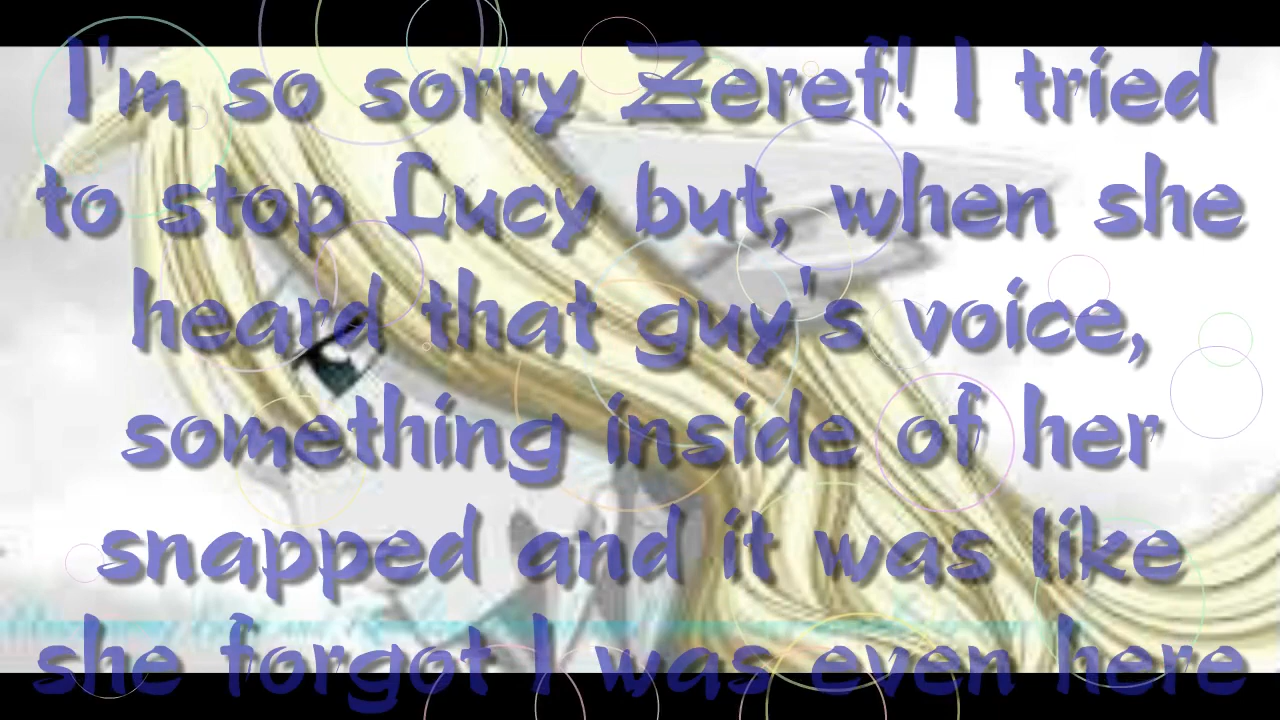 I'm so sorry Zeref! I tried
to stop Lucy but, when she
heard that guy's voice,
something inside of her
snapped and it was like
she forgot I was even here